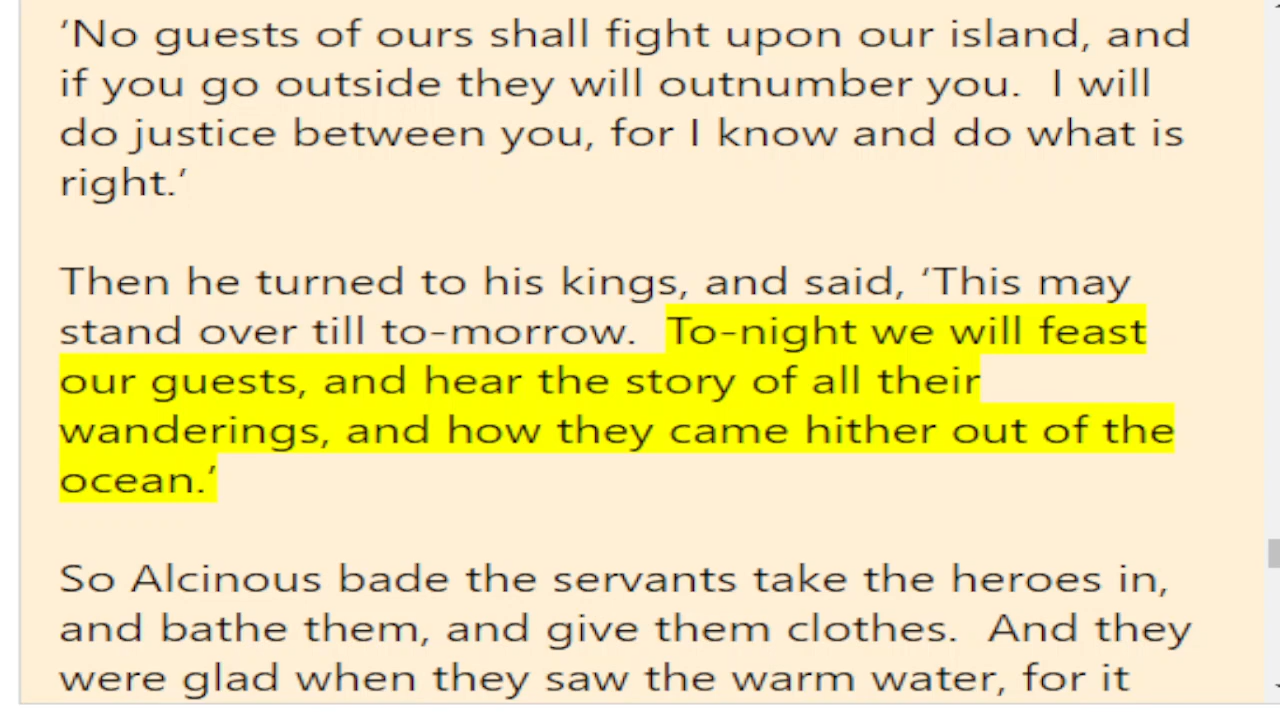 ‘No guests of ours shall fight upon our island, and
if you go outside they will outnumber you.  I will
do justice between you, for I know and do what is
right.’
Then he turned to his kings, and said, ‘This may
stand over till to-morrow.  To-night we will feast
our guests, and hear the story of all their
wanderings, and how they came hither out of the
ocean.’
So Alcinous bade the servants take the heroes in,
and bathe them, and give them clothes.  And they
were glad when they saw the warm water, for it